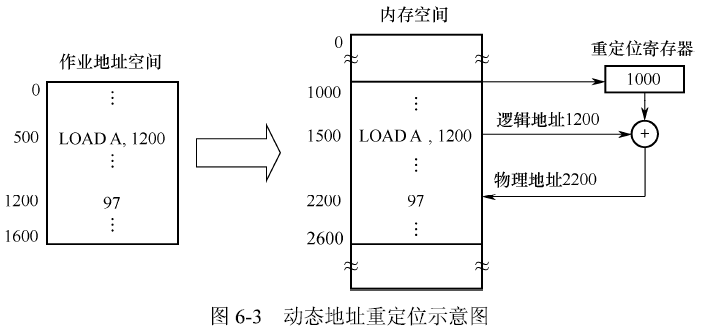 内存空间
作业地址空间
重定位寄存器
0
0
1000
1000
⋮
⋮
500
LOAD A, 1200
1500
LOAD A , 1200
逻辑地址1200
+
⋮
⋮
物理地址2200
1200
97
2200
97
⋮
⋮
1600
2600
图 6-3 动态地址重定位示意图